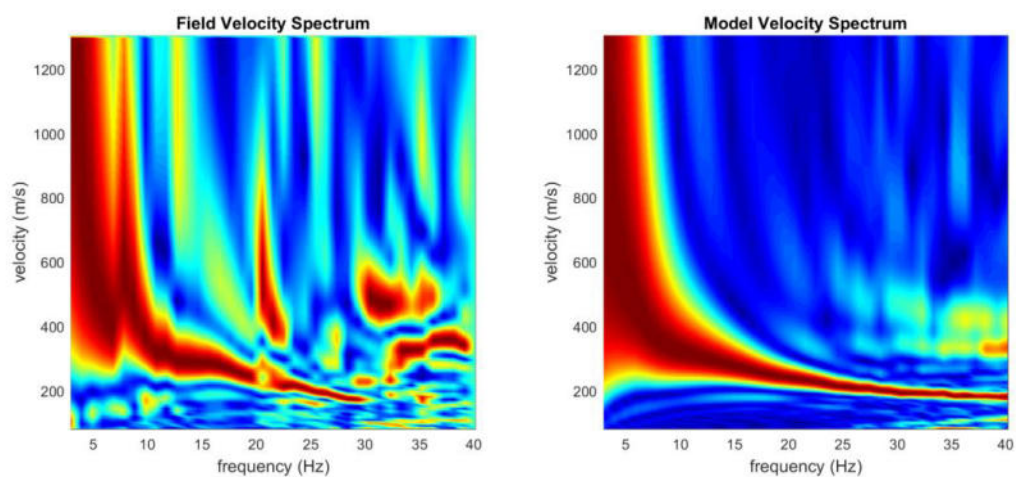 Field Velocity Spectrum
velocity (m/s)
1200
1000
800
600
400
200
5 10 15 20 25 30 35 40
frequency (Hz)
Model Velocity Spectrum
velocity (m/s)
1200
1000
800
600
400
200
5 10 15 20 25 30 35 40
frequency (Hz)